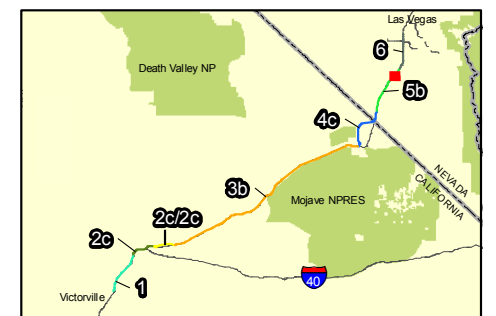 Las Vegas
6
Death Valley NP
5b
4c
NEVADA
CALIFORNIA
3b
Mojave NPRES
2c/2c
2c
40
1
Victorville